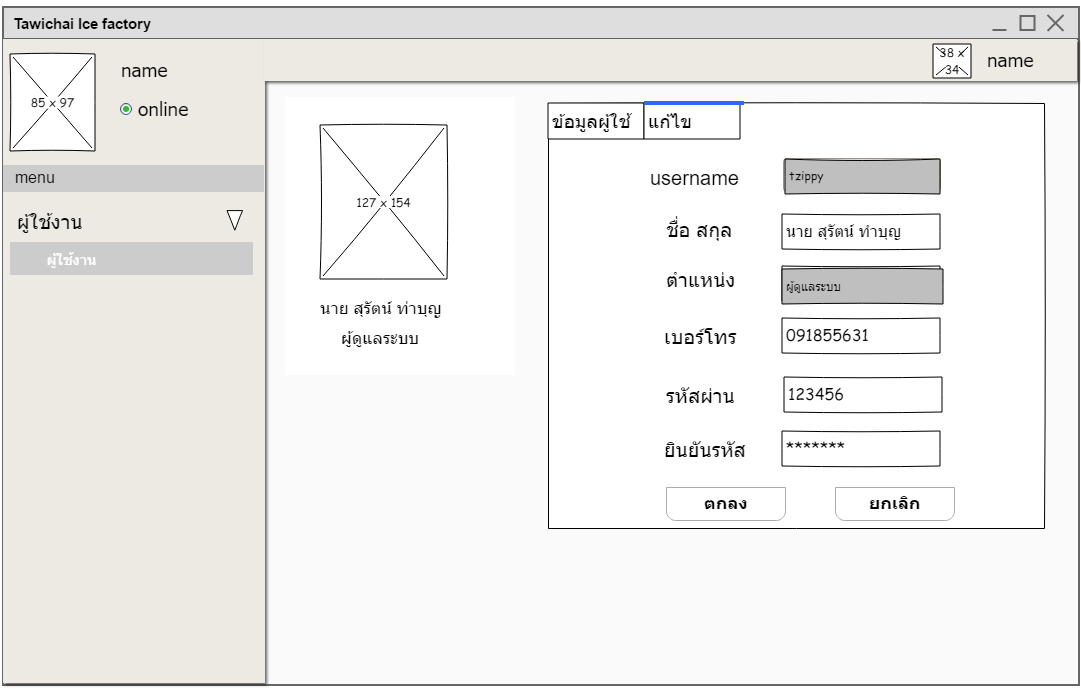 Tawichai Ice factory
38 x 34
name
85 x 97
name
online
menu
ผู้ใช้งาน
ผู้ใช้งาน
127 x 154
นาย สุรัตน์ ทำบุญ
ผู้ดูแลระบบ
ข้อมูลผู้ใช้ แก้ไข
username tzippy
ชื่อ สกุล นาย สุรัตน์ ทำบุญ
ตำแหน่ง ผู้ดูแลระบบ
เบอร์โทร 091855631
รหัสผ่าน 123456
ยินยันรหัส *******
ตกลง ยกเลิก